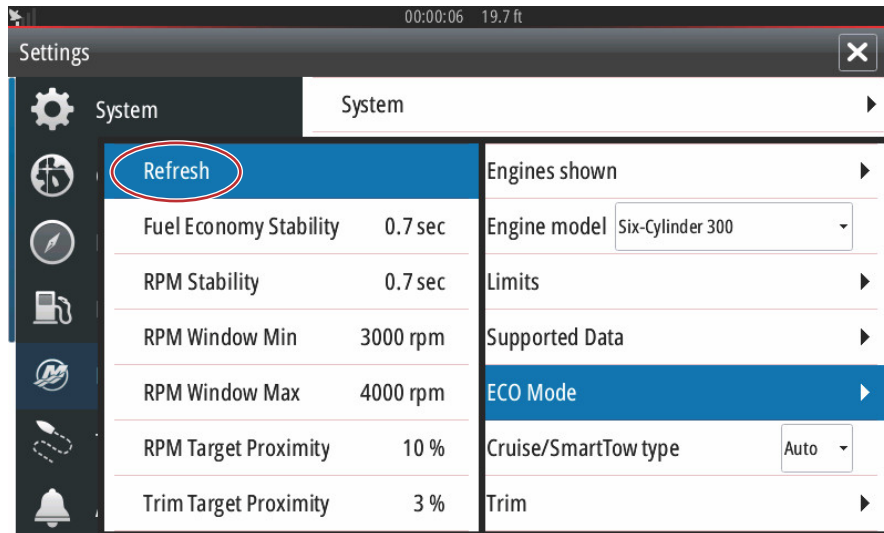 00:00:06 19.7 ft
Settings
System
System
Refresh
Fuel Economy Stability 0.7 sec
RPM Stability 0.7 sec
RPM Window Min 3000 rpm
RPM Window Max 4000 rpm
RPM Target Proximity 10 %
Trim Target Proximity 3 %
Engines shown
Engine model Six-Cylinder 300
Limits
Supported Data
ECO Mode
Cruise/SmartTow type Auto
Trim